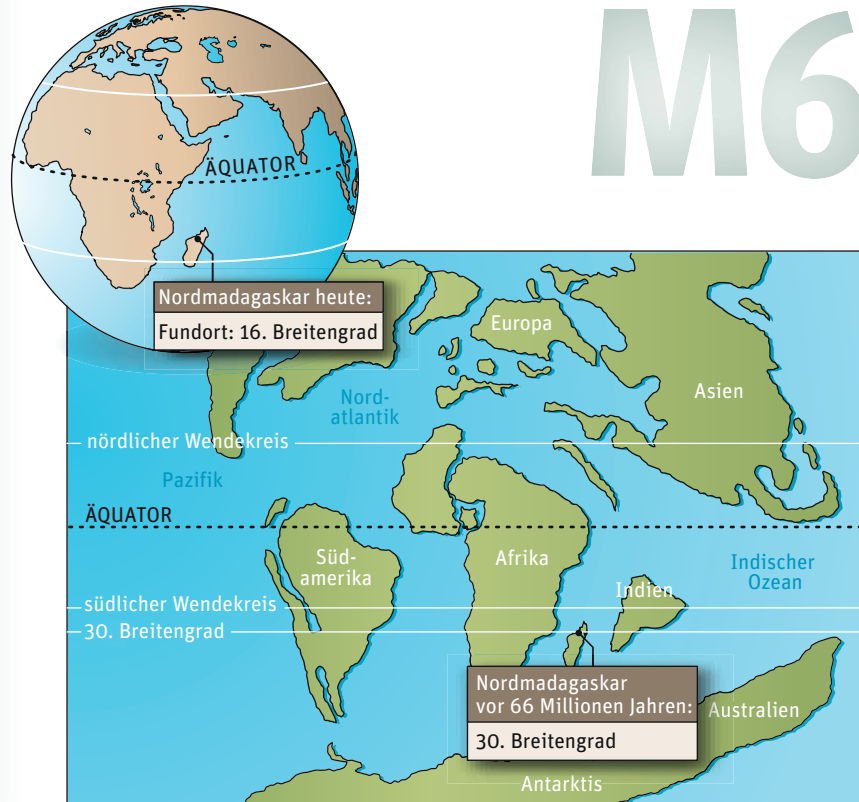 M6
ÄQUATOR
Nordmadagaskar heute:
Fundort: 16. Breitengrad
Europa
Asien
Nord-
atlantik
nördlicher Wendekreis
Pazifik
ÄQUATOR
Süd-
amerika
Afrika
Indien
Indischer
Ozean
südlicher Wendekreis
30. Breitengrad
Nordmadagaskar
vor 66 Millionen Jahren:
30. Breitengrad
Australien
Antarktis